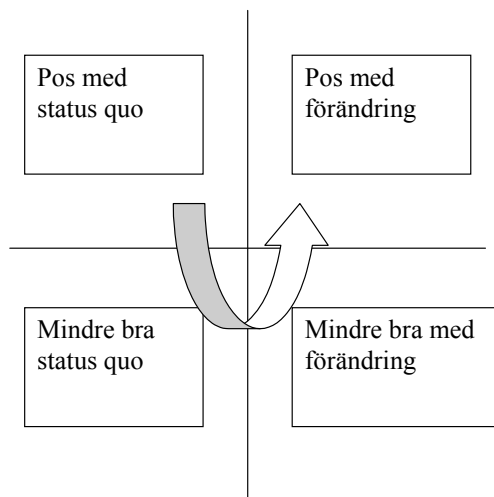 Pos med
status quo
Pos med
förändring
Mindre bra
status quo
Mindre bra med
förändring